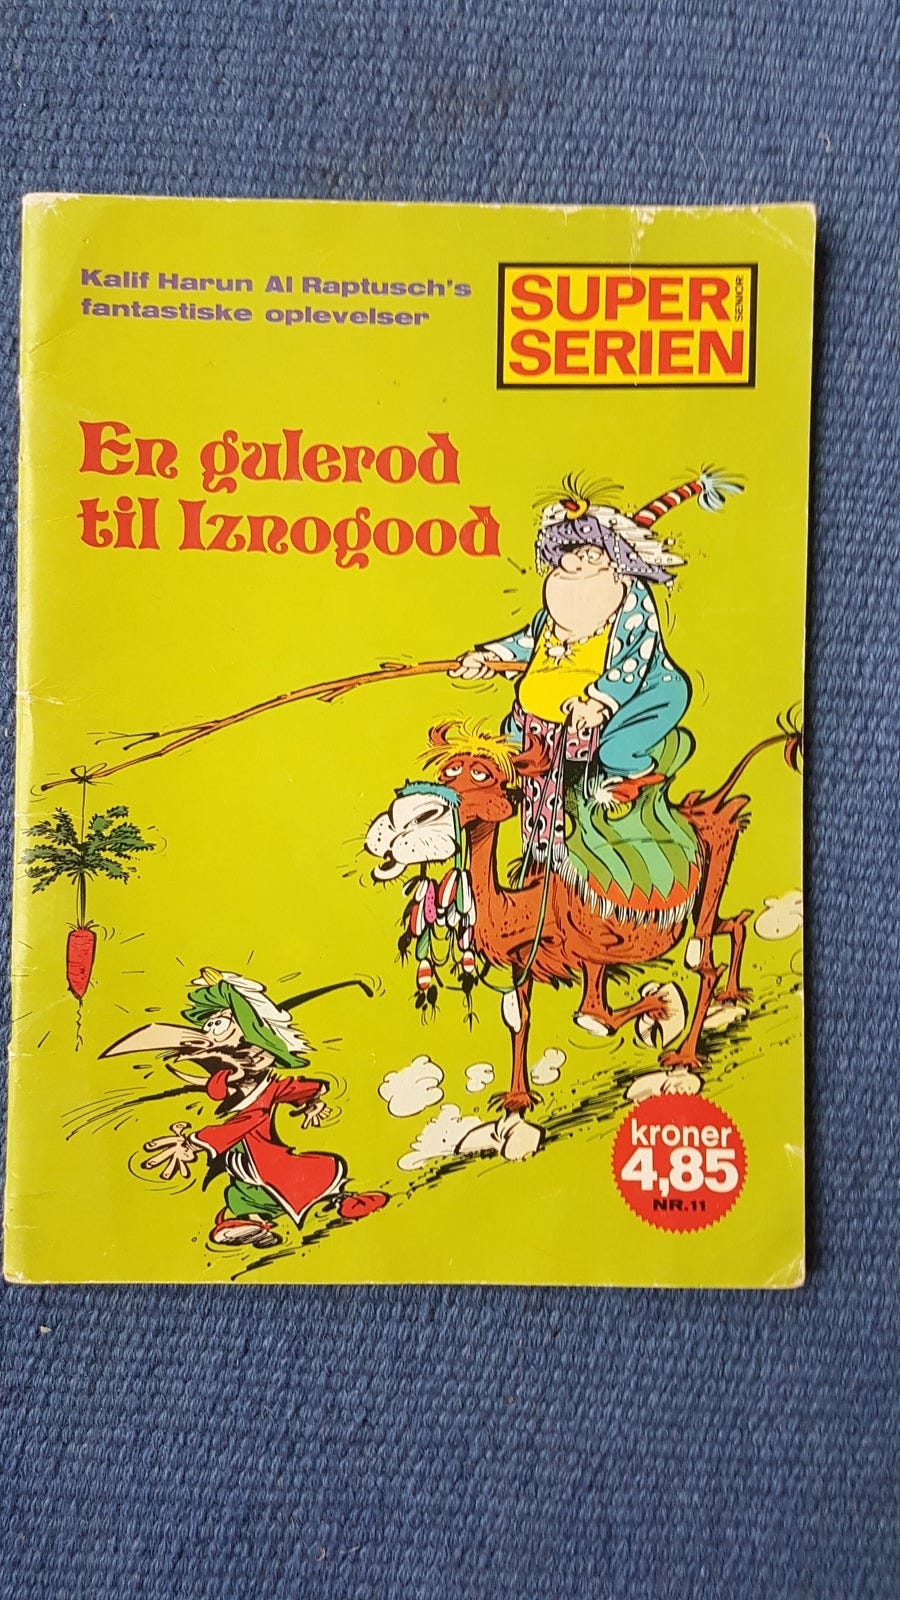 Kalif Harun Al Raptusch's
fantastiske oplevelser
SUPER
SENIOR
SERIEN
En gulerod
til Iznogood
kroner
4,85
NR.11